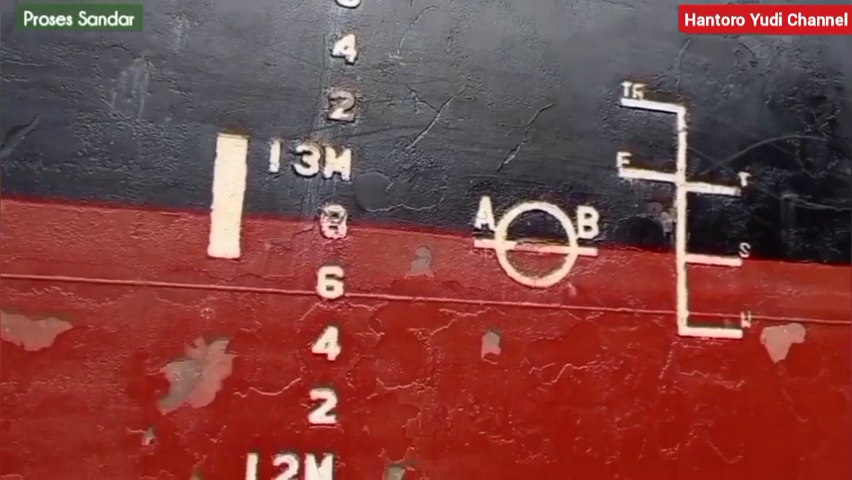 Proses Sandar
Hantoro Yudi Channel
4
2
13M
8
6
4
2
12M
A B
TF
F
T
S
W